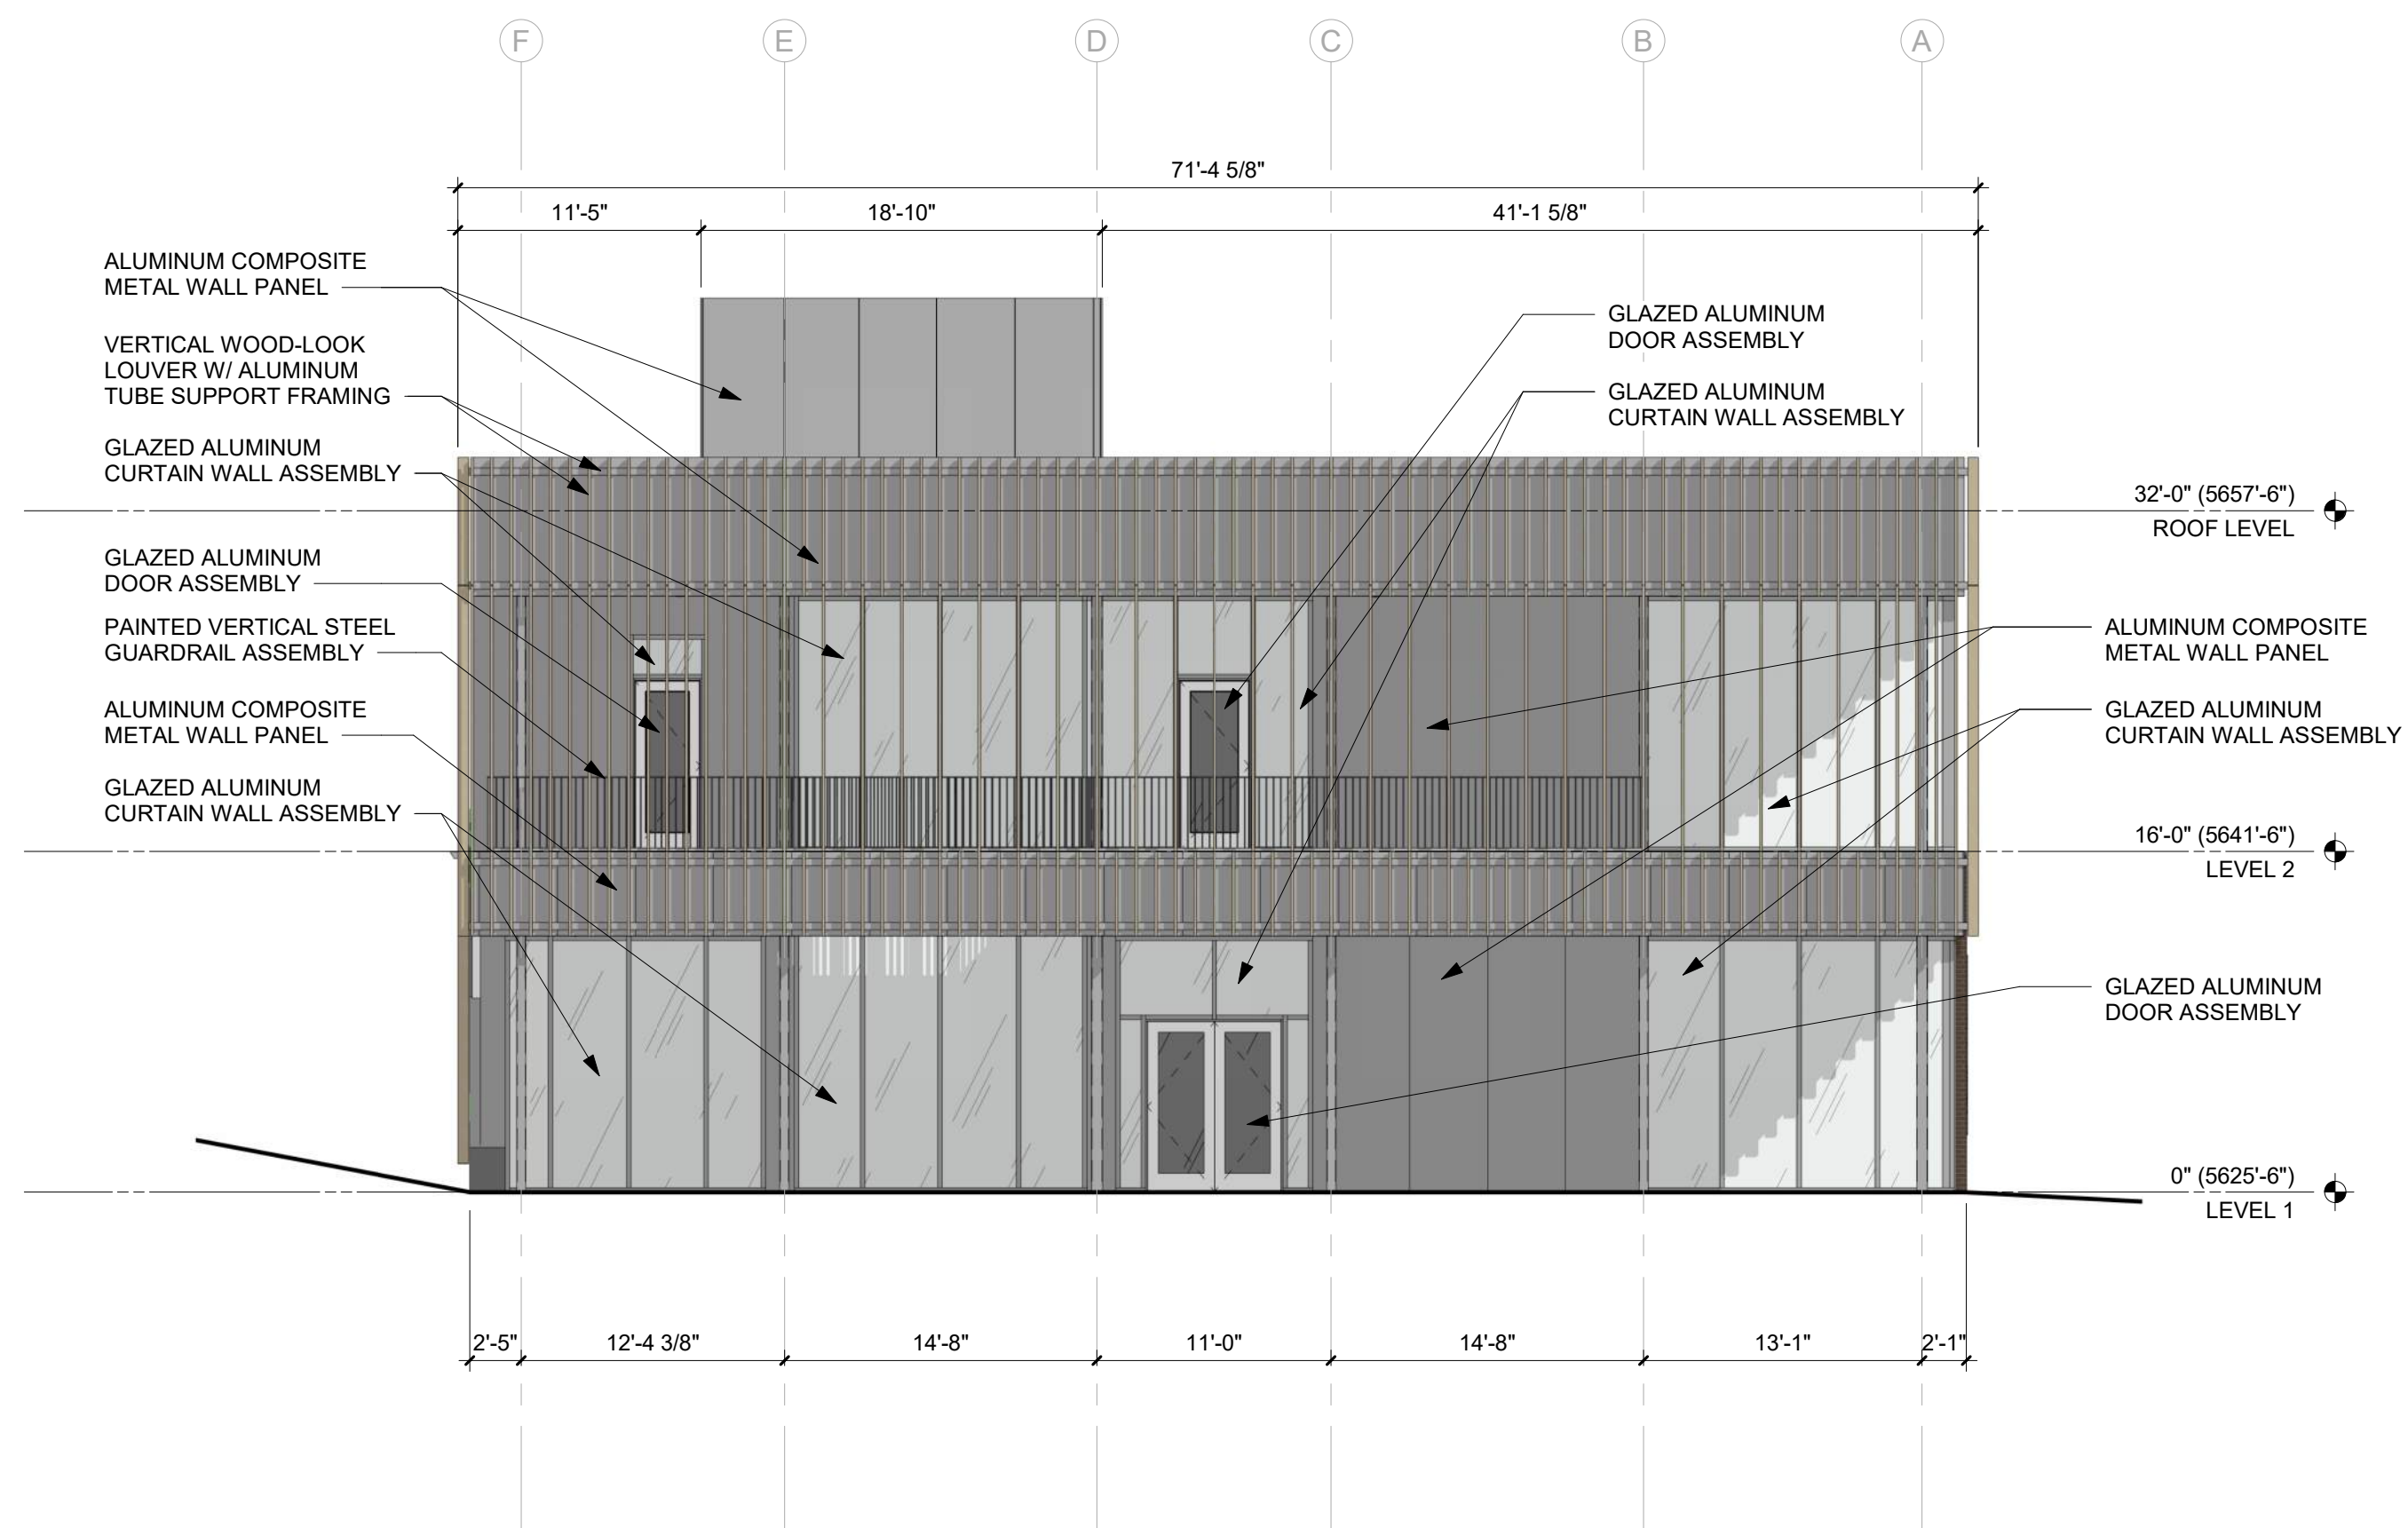 F E D C B A
71'-4 5/8"
11'-5" 18'-10" 41'-1 5/8"
ALUMINUM COMPOSITE
METAL WALL PANEL
VERTICAL WOOD-LOOK
LOUVER W/ ALUMINUM
TUBE SUPPORT FRAMING
GLAZED ALUMINUM
CURTAIN WALL ASSEMBLY
GLAZED ALUMINUM
DOOR ASSEMBLY
PAINTED VERTICAL STEEL
GUARDRAIL ASSEMBLY
ALUMINUM COMPOSITE
METAL WALL PANEL
GLAZED ALUMINUM
CURTAIN WALL ASSEMBLY
GLAZED ALUMINUM
DOOR ASSEMBLY
GLAZED ALUMINUM
CURTAIN WALL ASSEMBLY
32'-0" (5657'-6")
ROOF LEVEL
ALUMINUM COMPOSITE
METAL WALL PANEL
GLAZED ALUMINUM
CURTAIN WALL ASSEMBLY
16'-0" (5641'-6")
LEVEL 2
GLAZED ALUMINUM
DOOR ASSEMBLY
0" (5625'-6")
LEVEL 1
2'-5" 12'-4 3/8" 14'-8" 11'-0" 14'-8" 13'-1" 2'-1"